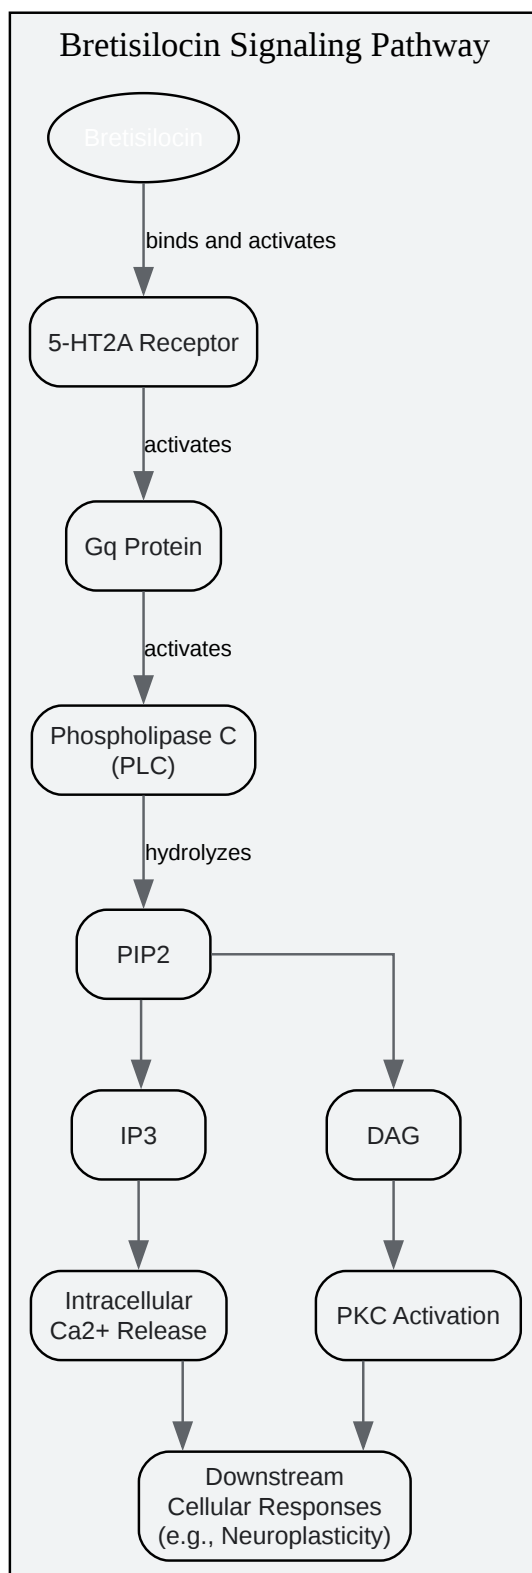 Bretisilocin Signaling Pathway
Bretisilocin
binds and activates
5-HT2A Receptor
activates
Gq Protein
activates
Phospholipase C
(PLC)
hydrolyzes
PIP2
IP3
DAG
Intracellular
Ca2+ Release
PKC Activation
Downstream
Cellular Responses
(e.g., Neuroplasticity)